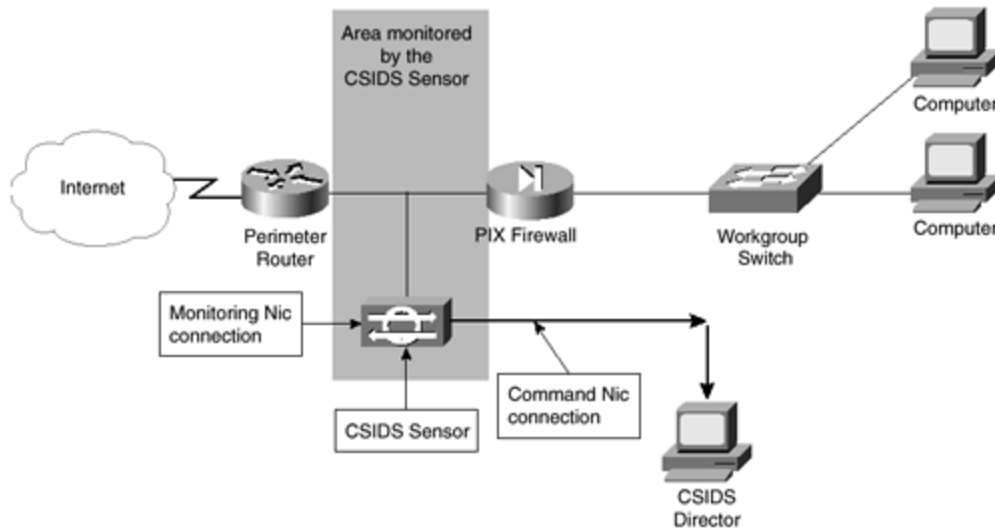 Area monitored
by the
CSIDS Sensor
Computer
Internet
Perimeter
Router
PIX Firewall
Workgroup
Switch
Computer
Monitoring Nic
connection
CSIDS Sensor
Command Nic
connection
CSIDS
Director